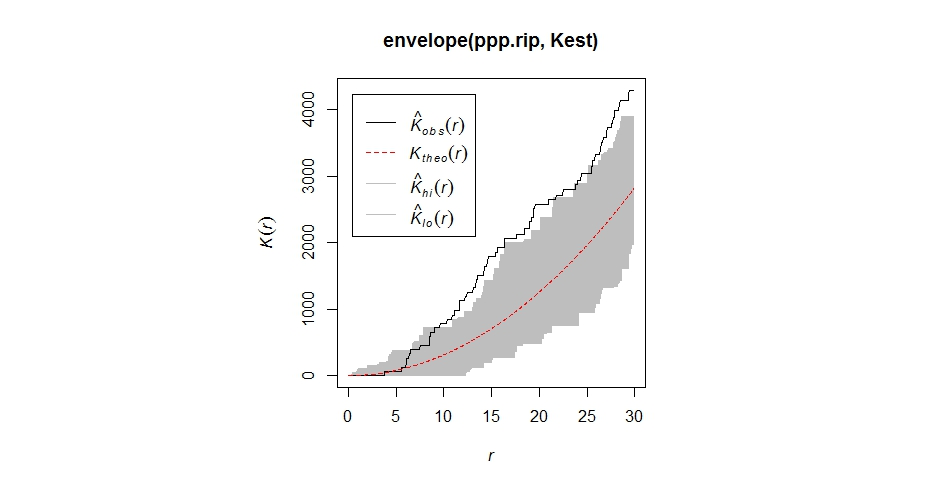 envelope(ppp.rip, Kest)
K̂obs(r)
Ktheo(r)
K̂hi(r)
K̂lo(r)
K(r)
4000
3000
2000
1000
0
0 5 10 15 20 25 30
r